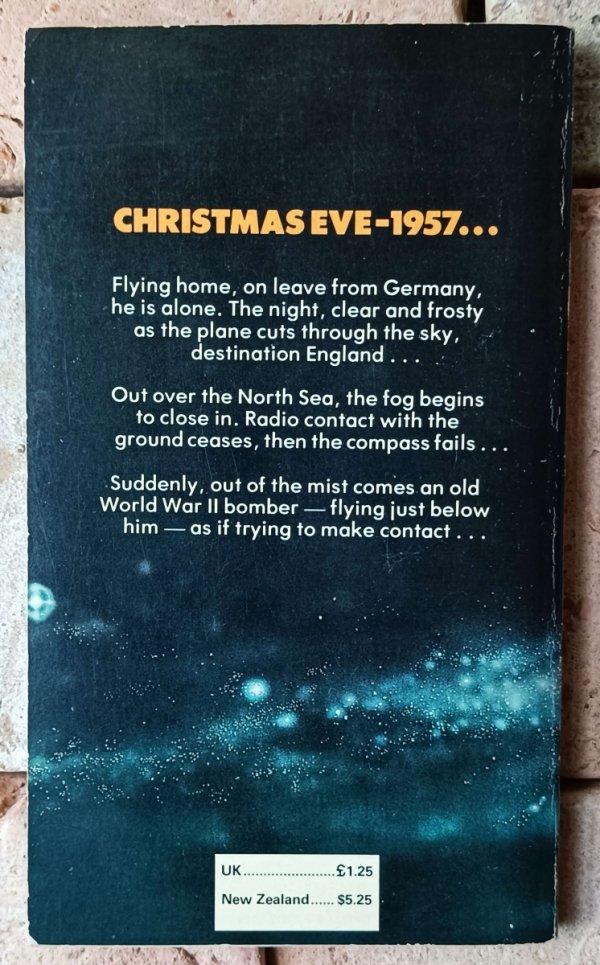 CHRISTMAS EVE-1957...
Flying home, on leave from Germany,
he is alone. The night, clear and frosty
as the plane cuts through the sky,
destination England . . .
Out over the North Sea, the fog begins
to close in. Radio contact with the
ground ceases, then the compass fails . . .
Suddenly, out of the mist comes an old
World War II bomber — flying just below
him — as if trying to make contact . . .
UK.......................£1.25
New Zealand...... $5.25